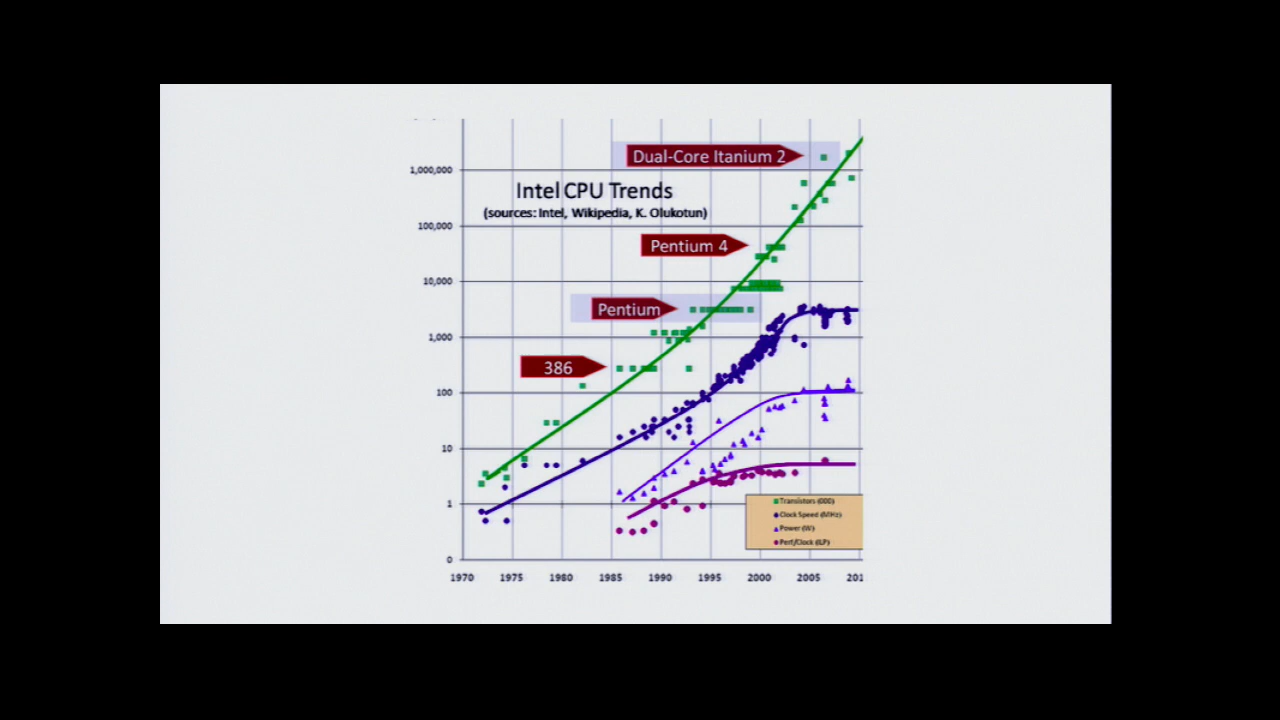 Dual-Core Itanium 2
1,000,000
Intel CPU Trends
(sources: Intel, Wikipedia, K. Olukotun)
100,000
Pentium 4
10,000
Pentium
1,000
386
100
10
1
Transistors (000)
Clock Speed (MHz)
Power (W)
Perf/Clock (ILP)
0
1970 1975 1980 1985 1990 1995 2000 2005 201